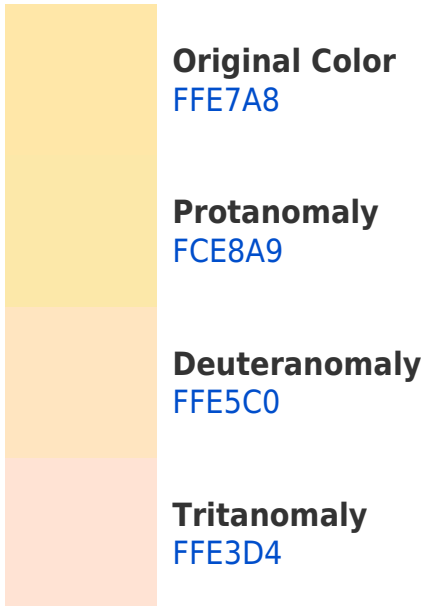 Original Color
FFE7A8
Protanomaly
FCE8A9
Deuteranomaly
FFE5C0
Tritanomaly
FFE3D4